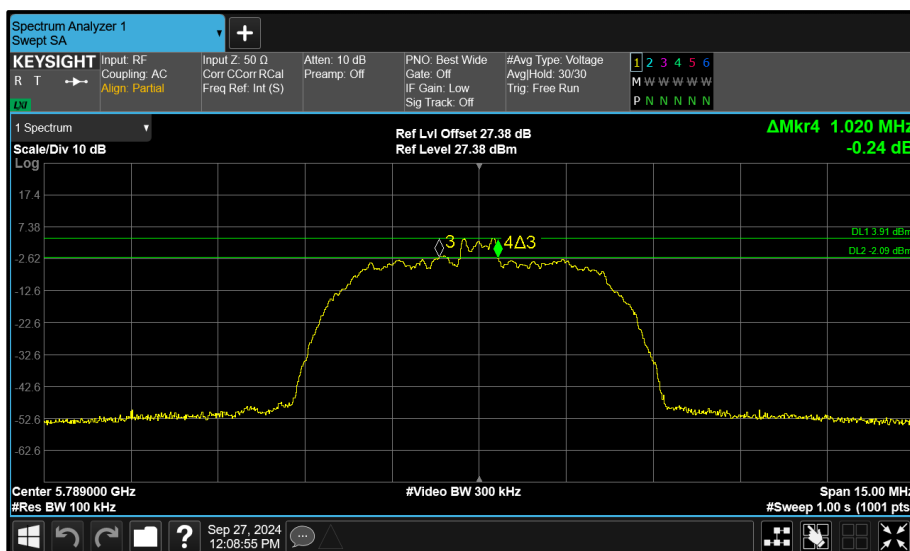 Spectrum Analyzer 1
Swept SA
KEYSIGHT
R T
LXI
Input: RF
Coupling: AC
Align: Partial
Input Z: 50 Ω
Corr CCorr RCal
Freq Ref: Int (S)
Atten: 10 dB
Preamp: Off
PNO: Best Wide
Gate: Off
IF Gain: Low
Sig Track: Off
#Avg Type: Voltage
Avg|Hold: 30/30
Trig: Free Run
1 2 3 4 5 6
M W W W W W
P N N N N N
1 Spectrum
Scale/Div 10 dB
Log
Ref Lvl Offset 27.38 dB
Ref Level 27.38 dBm
ΔMkr4 1.020 MHz
-0.24 dB
17.4
7.38
-2.62
-12.6
-22.6
-32.6
-42.6
-52.6
-62.6
3
4Δ3
DL1 3.91 dBm
DL2 -2.09 dBm
Center 5.789000 GHz
#Res BW 100 kHz
#Video BW 300 kHz
Span 15.00 MHz
#Sweep 1.00 s (1001 pts
?
Sep 27, 2024
12:08:55 PM